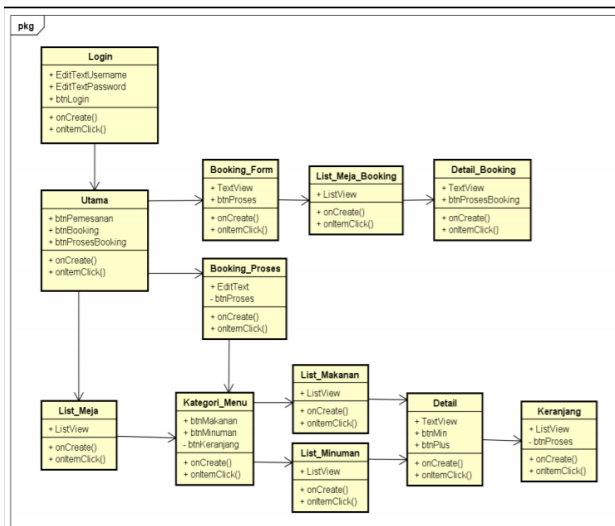 pkg
Login
+ EditTextUsername
+ EditTextPassword
+ btnLogin
+ onCreate()
+ onItemClick()
Utama
+ btnPemesanan
+ btnBooking
+ btnProsesBooking
+ onCreate()
+ onItemClick()
Booking_Form
+ TextView
+ btnProses
+ onCreate()
+ onItemClick()
List_Meja_Booking
+ ListView
+ onCreate()
+ onItemClick()
Detail_Booking
+ TextView
+ btnProsesBooking
+ onCreate()
+ onItemClick()
Booking_Proses
+ EditText
- btnProses
+ onCreate()
+ onItemClick()
List_Meja
+ ListView
+ onCreate()
+ onItemClick()
Kategori_Menu
+ btnMakanan
+ btnMinuman
- btnKeranjang
+ onCreate()
+ onItemClick()
List_Makanan
+ ListView
+ onCreate()
+ onItemClick()
List_Minuman
+ ListView
+ onCreate()
+ onItemClick()
Detail
+ TextView
+ btnMin
+ btnPlus
+ onCreate()
+ onItemClick()
Keranjang
+ ListView
- btnProses
+ onCreate()
+ onItemClick()